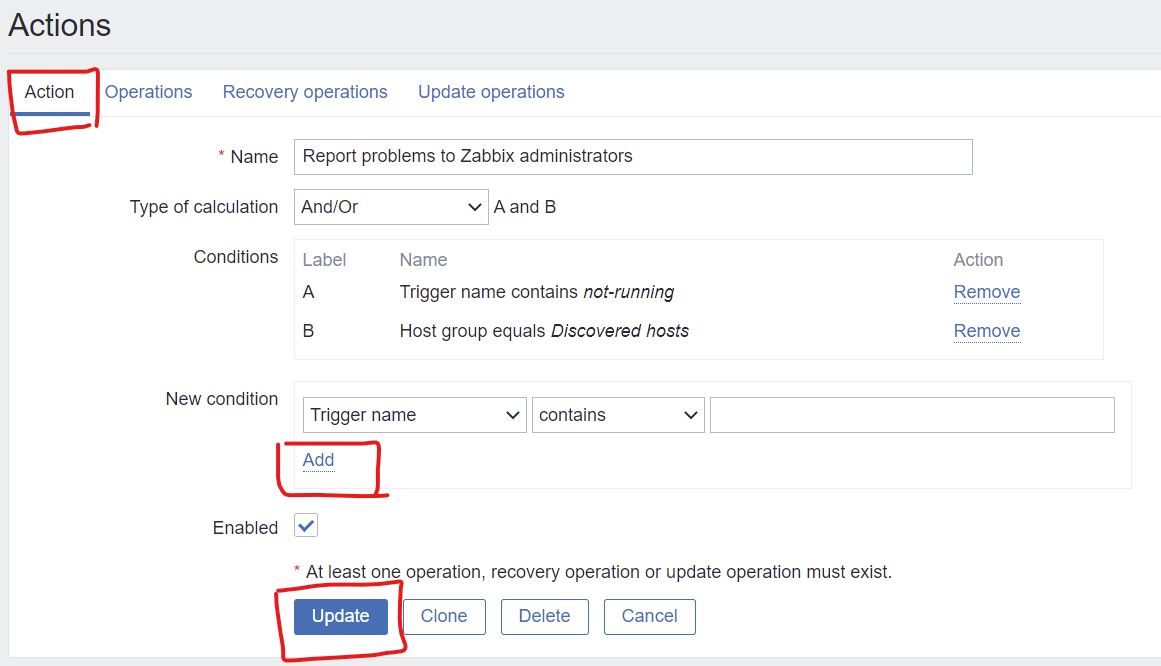 Actions
Action Operations Recovery operations Update operations
* Name Report problems to Zabbix administrators
Type of calculation And/Or A and B
Conditions Label Name Action
A Trigger name contains not-running Remove
B Host group equals Discovered hosts Remove
New condition
Trigger name contains
Add
Enabled
* At least one operation, recovery operation or update operation must exist.
Update Clone Delete Cancel